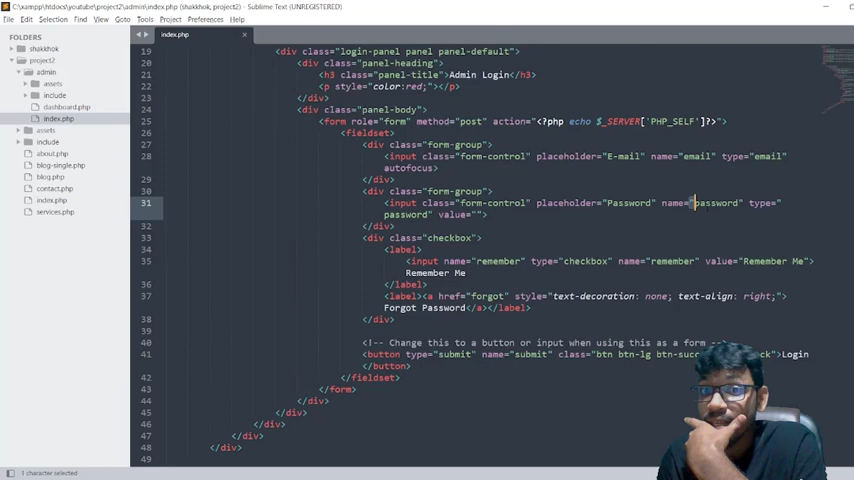 C:\xampp\htdocs\youtube\project2\admin\index.php (shakkhok, project2) - Sublime Text (UNREGISTERED)
File Edit Selection Find View Goto Tools Project Preferences Help
FOLDERS
shakkhok
project2
admin
assets
include
dashboard.php
index.php
assets
include
about.php
blog-single.php
blog.php
contact.php
index.php
services.php
index.php
19 <div class="login-panel panel panel-default">
20 <div class="panel-heading">
21 <h3 class="panel-title">Admin Login</h3>
22 <p style="color:red;"></p>
23 </div>
24 <div class="panel-body">
25 <form role="form" method="post" action="<?php echo $_SERVER['PHP_SELF']?>">
26 <fieldset>
27 <div class="form-group">
28 <input class="form-control" placeholder="E-mail" name="email" type="email"
autofocus>
29 </div>
30 <div class="form-group">
31 <input class="form-control" placeholder="Password" name="password" type="
password" value="">
32 </div>
33 <div class="checkbox">
34 <label>
35 <input name="remember" type="checkbox" name="remember" value="Remember Me">
Remember Me
36 </label>
37 <label><a href="forgot" style="text-decoration: none; text-align: right;">
Forgot Password</a></label>
38 </div>
39
40 <!-- Change this to a button or input when using this as a form -->
41 <button type="submit" name="submit" class="btn btn-lg ck">Login
</button>
42 </fieldset>
43 </form>
44 </div>
45 </div>
46 </div>
47 </div>
48 </div>
49
1 character selected